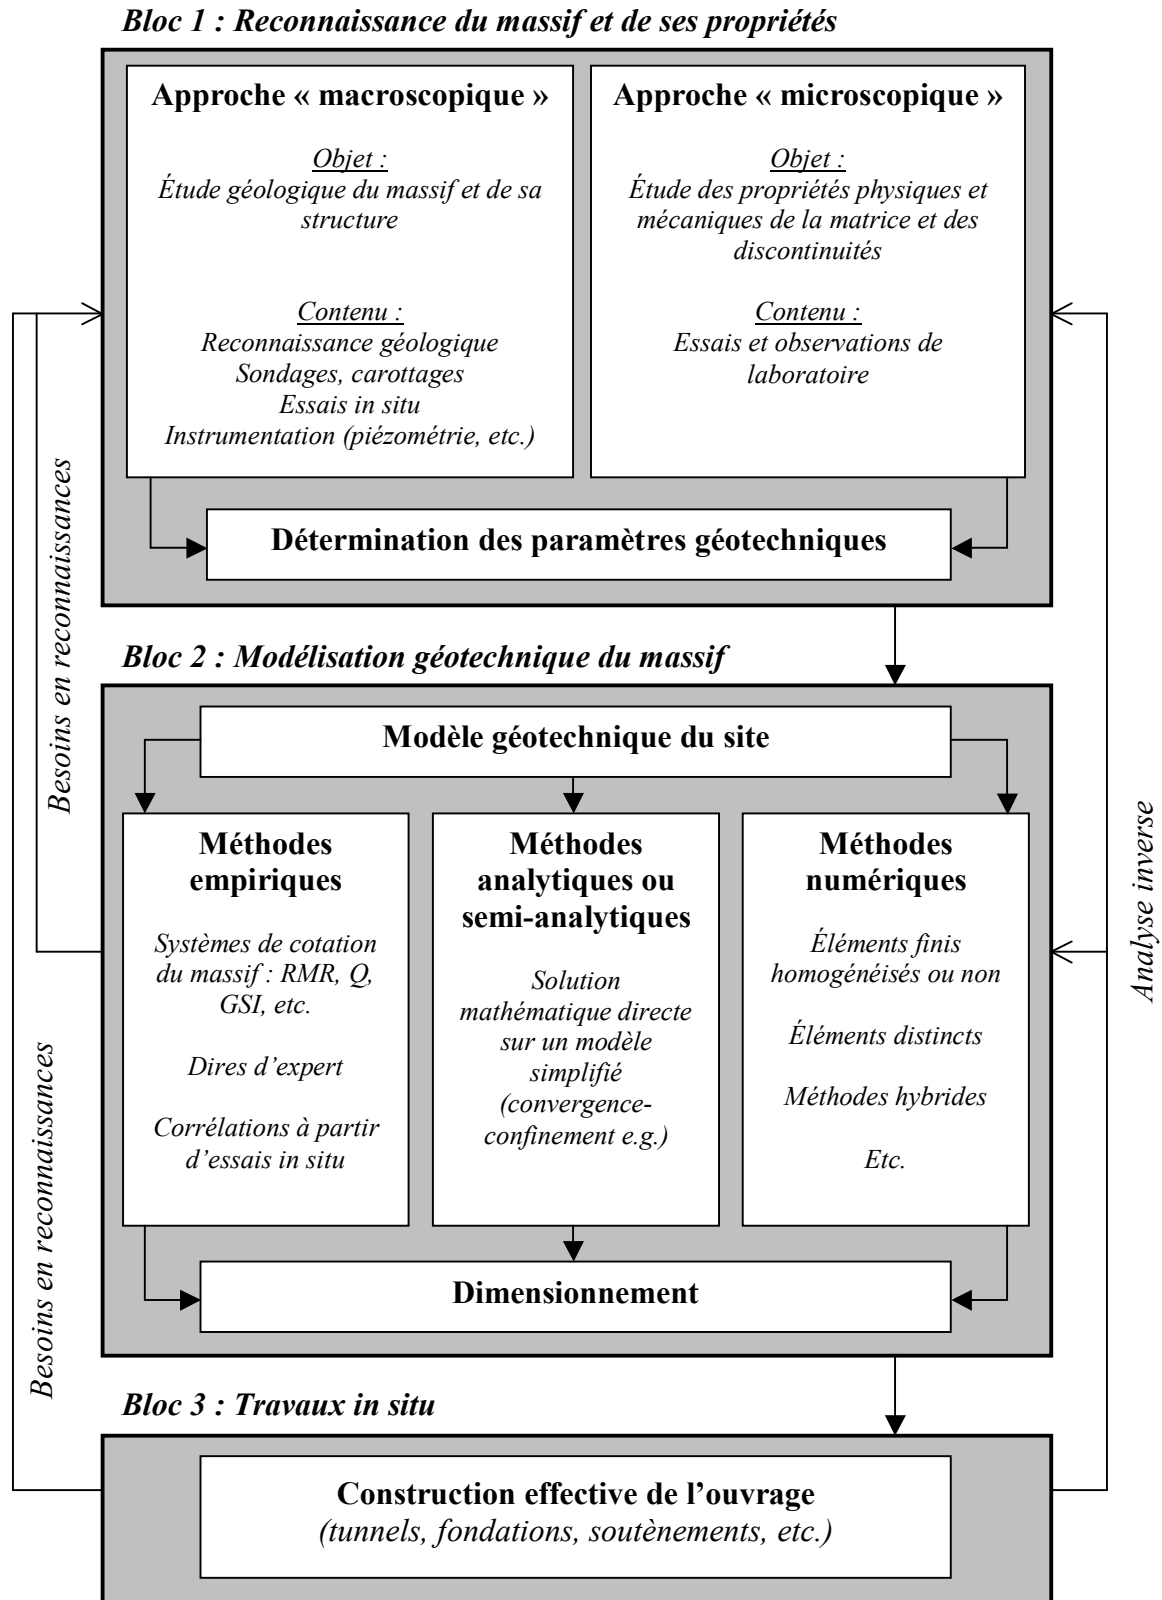 Bloc 1 : Reconnaissance du massif et de ses propriétés
Approche « macroscopique »
Objet :
Étude géologique du massif et de sa
structure
Contenu :
Reconnaissance géologique
Sondages, carottages
Essais in situ
Instrumentation (piézométrie, etc.)
Approche « microscopique »
Objet :
Étude des propriétés physiques et
mécaniques de la matrice et des
discontinuités
Contenu :
Essais et observations de
laboratoire
Détermination des paramètres géotechniques
Besoins en reconnaissances
Bloc 2 : Modélisation géotechnique du massif
Modèle géotechnique du site
Méthodes
empiriques
Systèmes de cotation
du massif : RMR, Q,
GSI, etc.
Dires d'expert
Corrélations à partir
d'essais in situ
Méthodes
analytiques ou
semi-analytiques
Solution
mathématique directe
sur un modèle
simplifié
(convergence-
confinement e.g.)
Méthodes
numériques
Éléments finis
homogénéisés ou non
Éléments distincts
Méthodes hybrides
Etc.
Dimensionnement
Besoins en reconnaissances
Analyse inverse
Bloc 3 : Travaux in situ
Construction effective de l'ouvrage
(tunnels, fondations, soutènements, etc.)